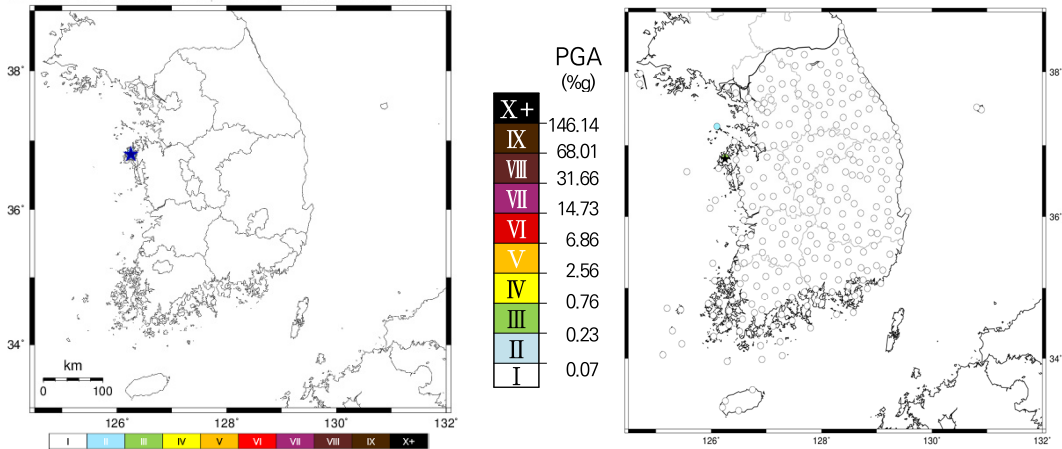 38°
36°
34°
km
0 100
126° 128° 130° 132°
I II III IV V VI VII VIII IX X+
PGA
(%g)
X+
146.14
IX
68.01
VIII
31.66
VII
14.73
VI
6.86
V
2.56
IV
0.76
III
0.23
II
0.07
I
38°
36°
34°
126° 128° 130° 132°